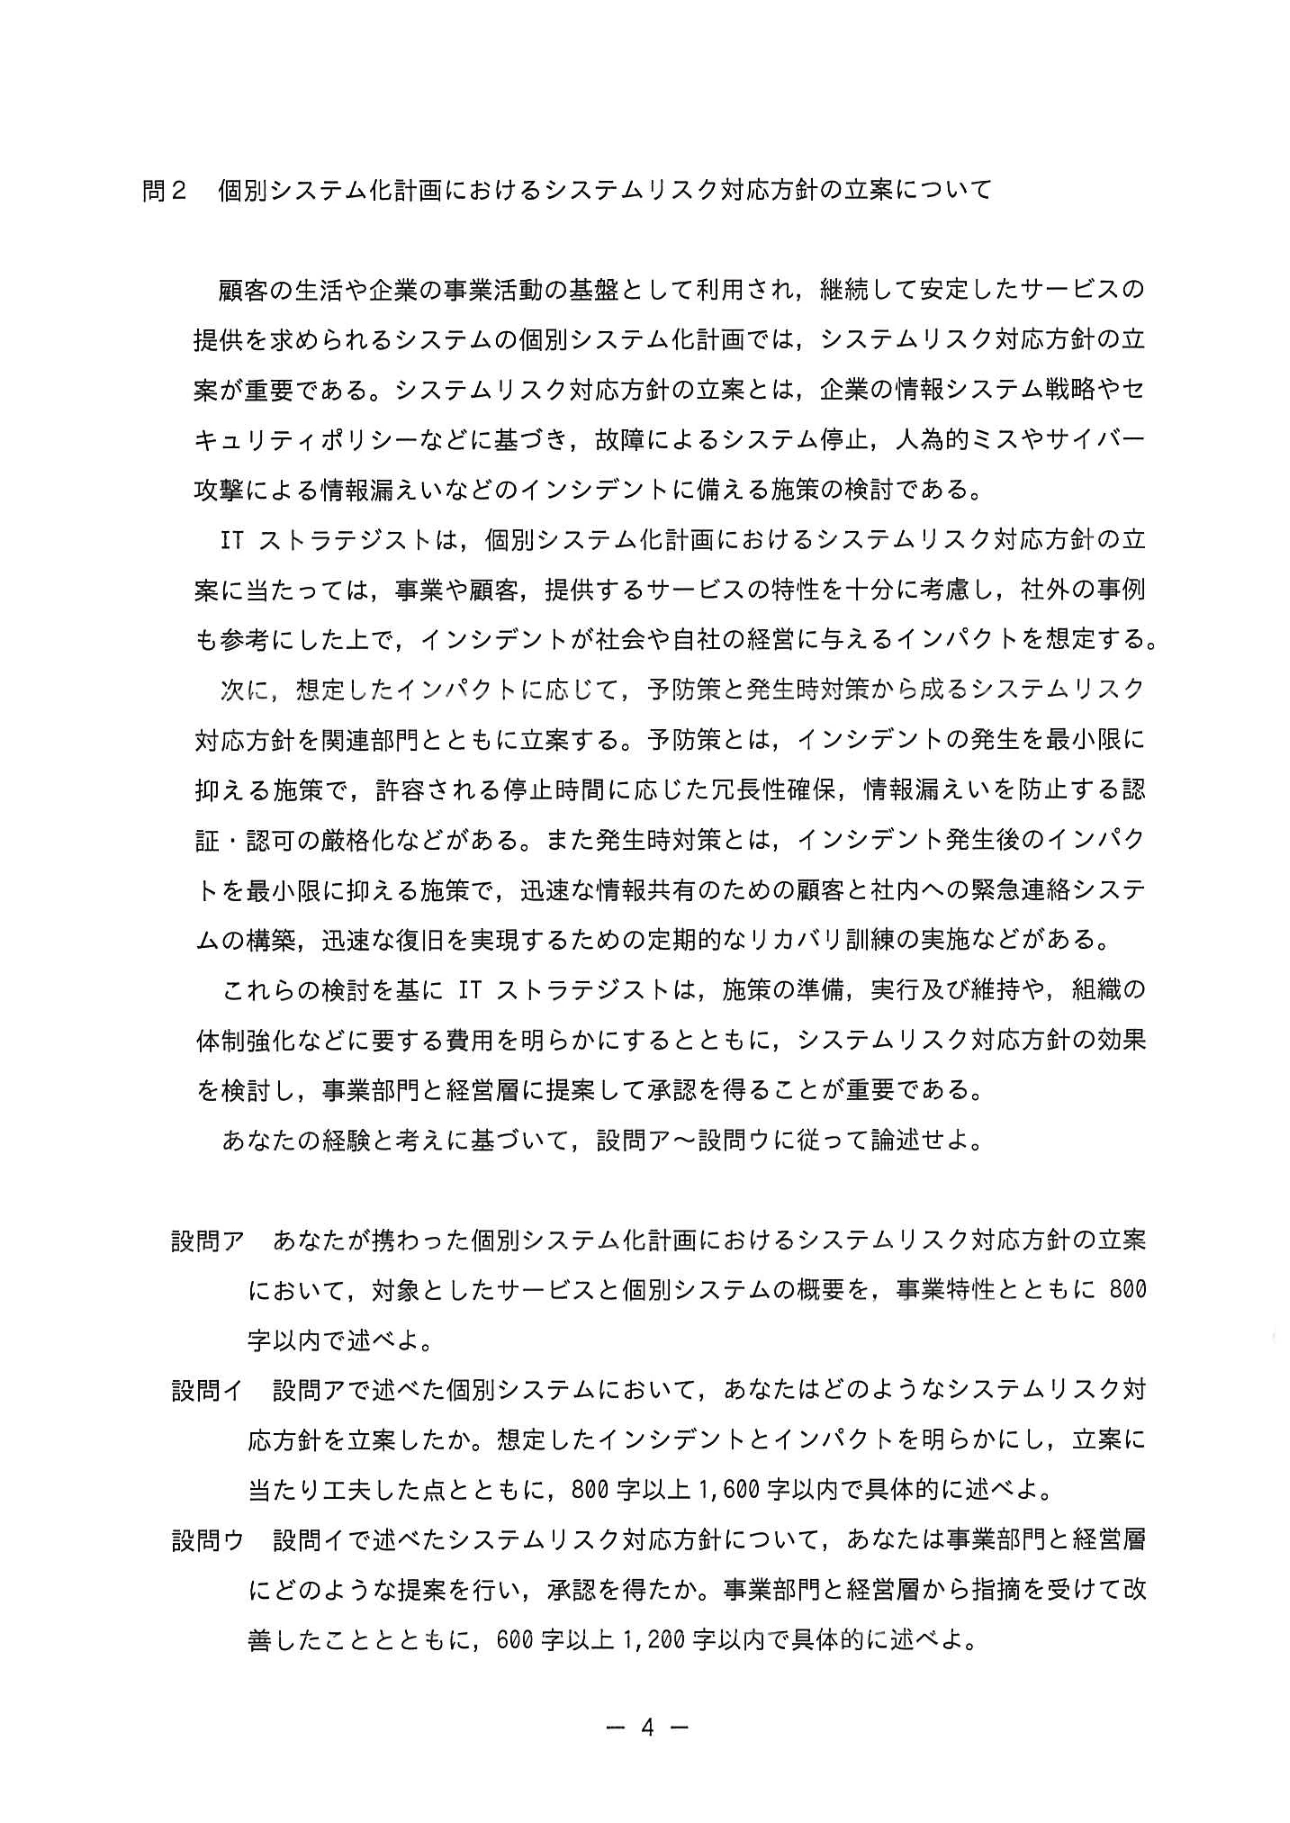 問2　個別システム化計画におけるシステムリスク対応方針の立案について
顧客の生活や企業の事業活動の基盤として利用され，継続して安定したサービスの
提供を求められるシステムの個別システム化計画では，システムリスク対応方針の立
案が重要である。システムリスク対応方針の立案とは，企業の情報システム戦略やセ
キュリティポリシーなどに基づき，故障によるシステム停止，人為的ミスやサイバー
攻撃による情報漏えいなどのインシデントに備える施策の検討である。
IT ストラテジストは，個別システム化計画におけるシステムリスク対応方針の立
案に当たっては，事業や顧客，提供するサービスの特性を十分に考慮し，社外の事例
も参考にした上で，インシデントが社会や自社の経営に与えるインパクトを想定する。
次に，想定したインパクトに応じて，予防策と発生時対策から成るシステムリスク
対応方針を関連部門とともに立案する。予防策とは，インシデントの発生を最小限に
抑える施策で，許容される停止時間に応じた冗長性確保，情報漏えいを防止する認
証・認可の厳格化などがある。また発生時対策とは，インシデント発生後のインパク
トを最小限に抑える施策で，迅速な情報共有のための顧客と社内への緊急連絡システ
ムの構築，迅速な復旧を実現するための定期的なリカバリ訓練の実施などがある。
これらの検討を基に IT ストラテジストは，施策の準備，実行及び維持や，組織の
体制強化などに要する費用を明らかにするとともに，システムリスク対応方針の効果
を検討し，事業部門と経営層に提案して承認を得ることが重要である。
あなたの経験と考えに基づいて，設問ア～設問ウに従って論述せよ。
設問ア　あなたが携わった個別システム化計画におけるシステムリスク対応方針の立案
において，対象としたサービスと個別システムの概要を，事業特性とともに 800
字以内で述べよ。
設問イ　設問アで述べた個別システムにおいて，あなたはどのようなシステムリスク対
応方針を立案したか。想定したインシデントとインパクトを明らかにし，立案に
当たり工夫した点とともに，800 字以上 1,600 字以内で具体的に述べよ。
設問ウ　設問イで述べたシステムリスク対応方針について，あなたは事業部門と経営層
にどのような提案を行い，承認を得たか。事業部門と経営層から指摘を受けて改
善したこととともに，600 字以上 1,200 字以内で具体的に述べよ。
－ 4 －